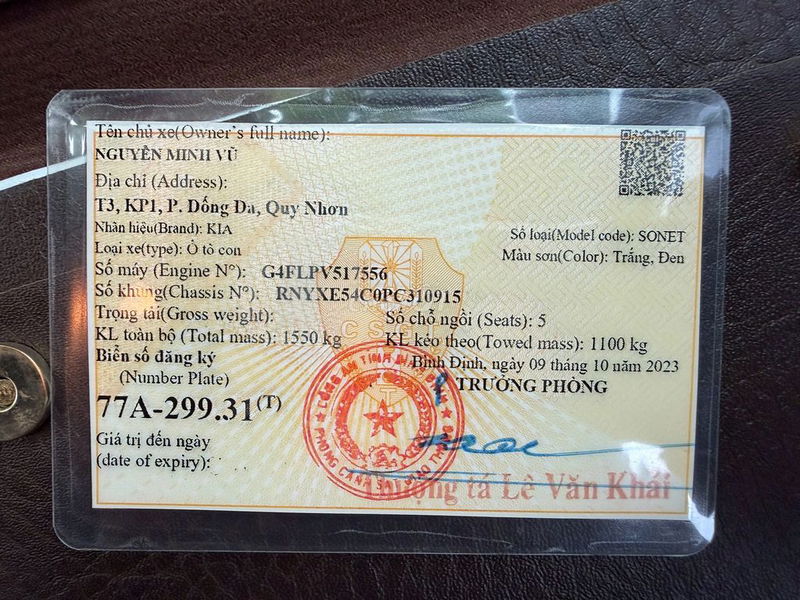 Tên chủ xe(Owner's full name):
NGUYỄN MINH VŨ
Địa chỉ (Address):
T3, KP1, P. Đống Đa, Quy Nhơn
Nhãn hiệu(Brand): KIA
Số loại(Model code): SONET
Loại xe(type): Ô tô con
Màu sơn(Color): Trắng, Đen
Số máy (Engine N°): G4FLPV517556
Số khung(Chassis N°): RNYXE54C0PC310915
Trọng tải(Gross weight):
Số chỗ ngồi (Seats): 5
KL toàn bộ (Total mass): 1550 kg
KL kéo theo(Towed mass): 1100 kg
Biển số đăng ký
Bình Định, ngày 09 tháng 10 năm 2023
(Number Plate)
TRƯỞNG PHÒNG
77A-299.31(T)
Giá trị đến ngày
(date of expiry):
Thượng tá Lê Văn Khái